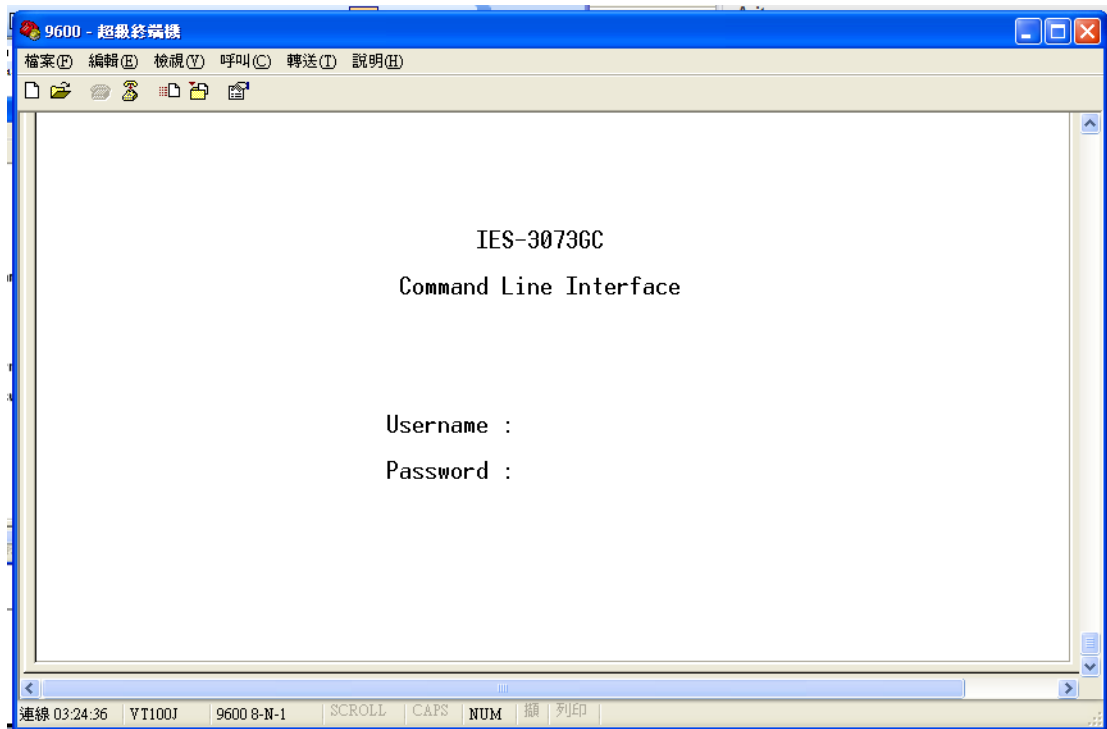 9600 - 超級終端機
檔案(F) 編輯(E) 檢視(V) 呼叫(C) 轉送(T) 說明(H)
IES-3073GC
Command Line Interface
Username :
Password :
連線 03:24:36 VT100J 9600 8-N-1 SCROLL CAPS NUM 擷 列印